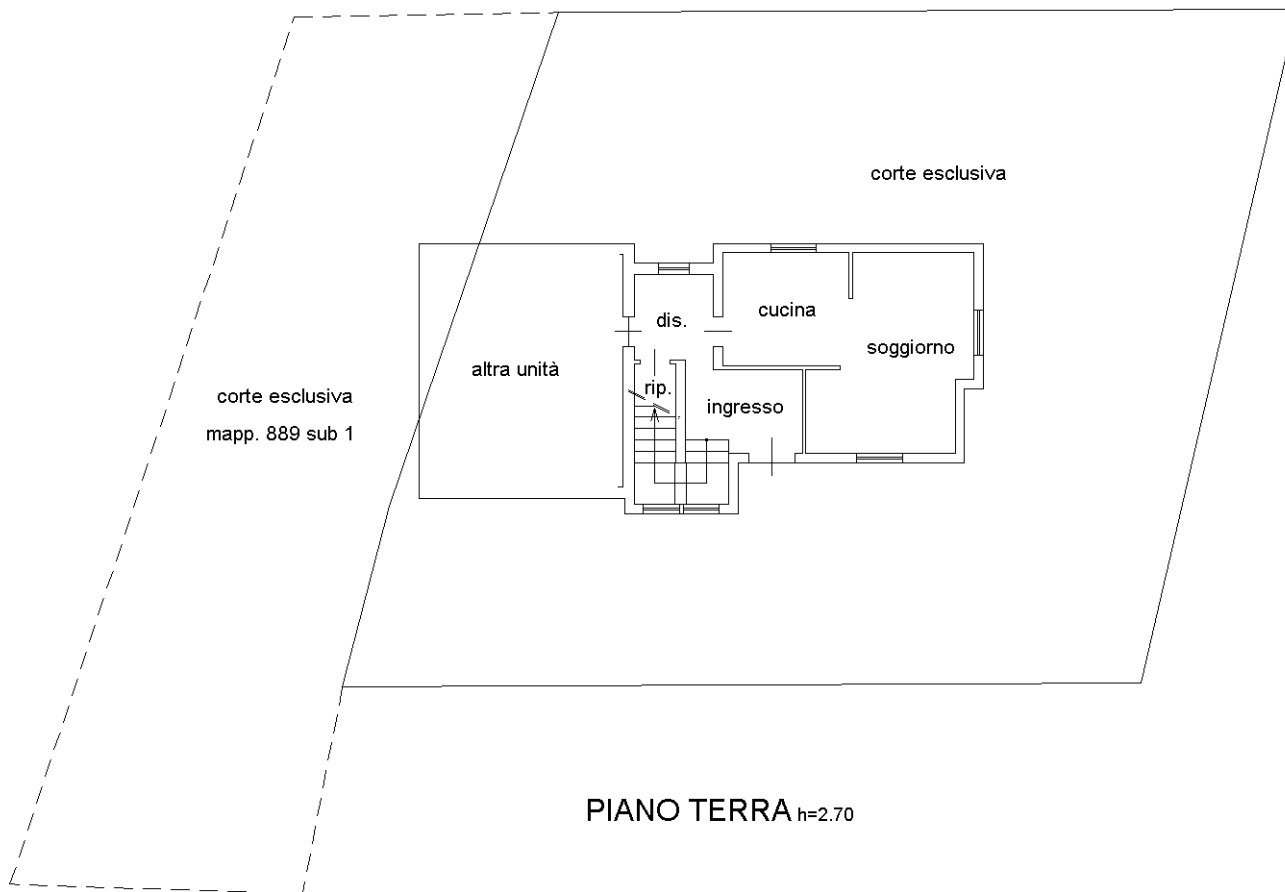 corte esclusiva
cucina
dis.
soggiorno
altra unità
rip.
corte esclusiva
mapp. 889 sub 1
ingresso
PIANO TERRA h=2.70